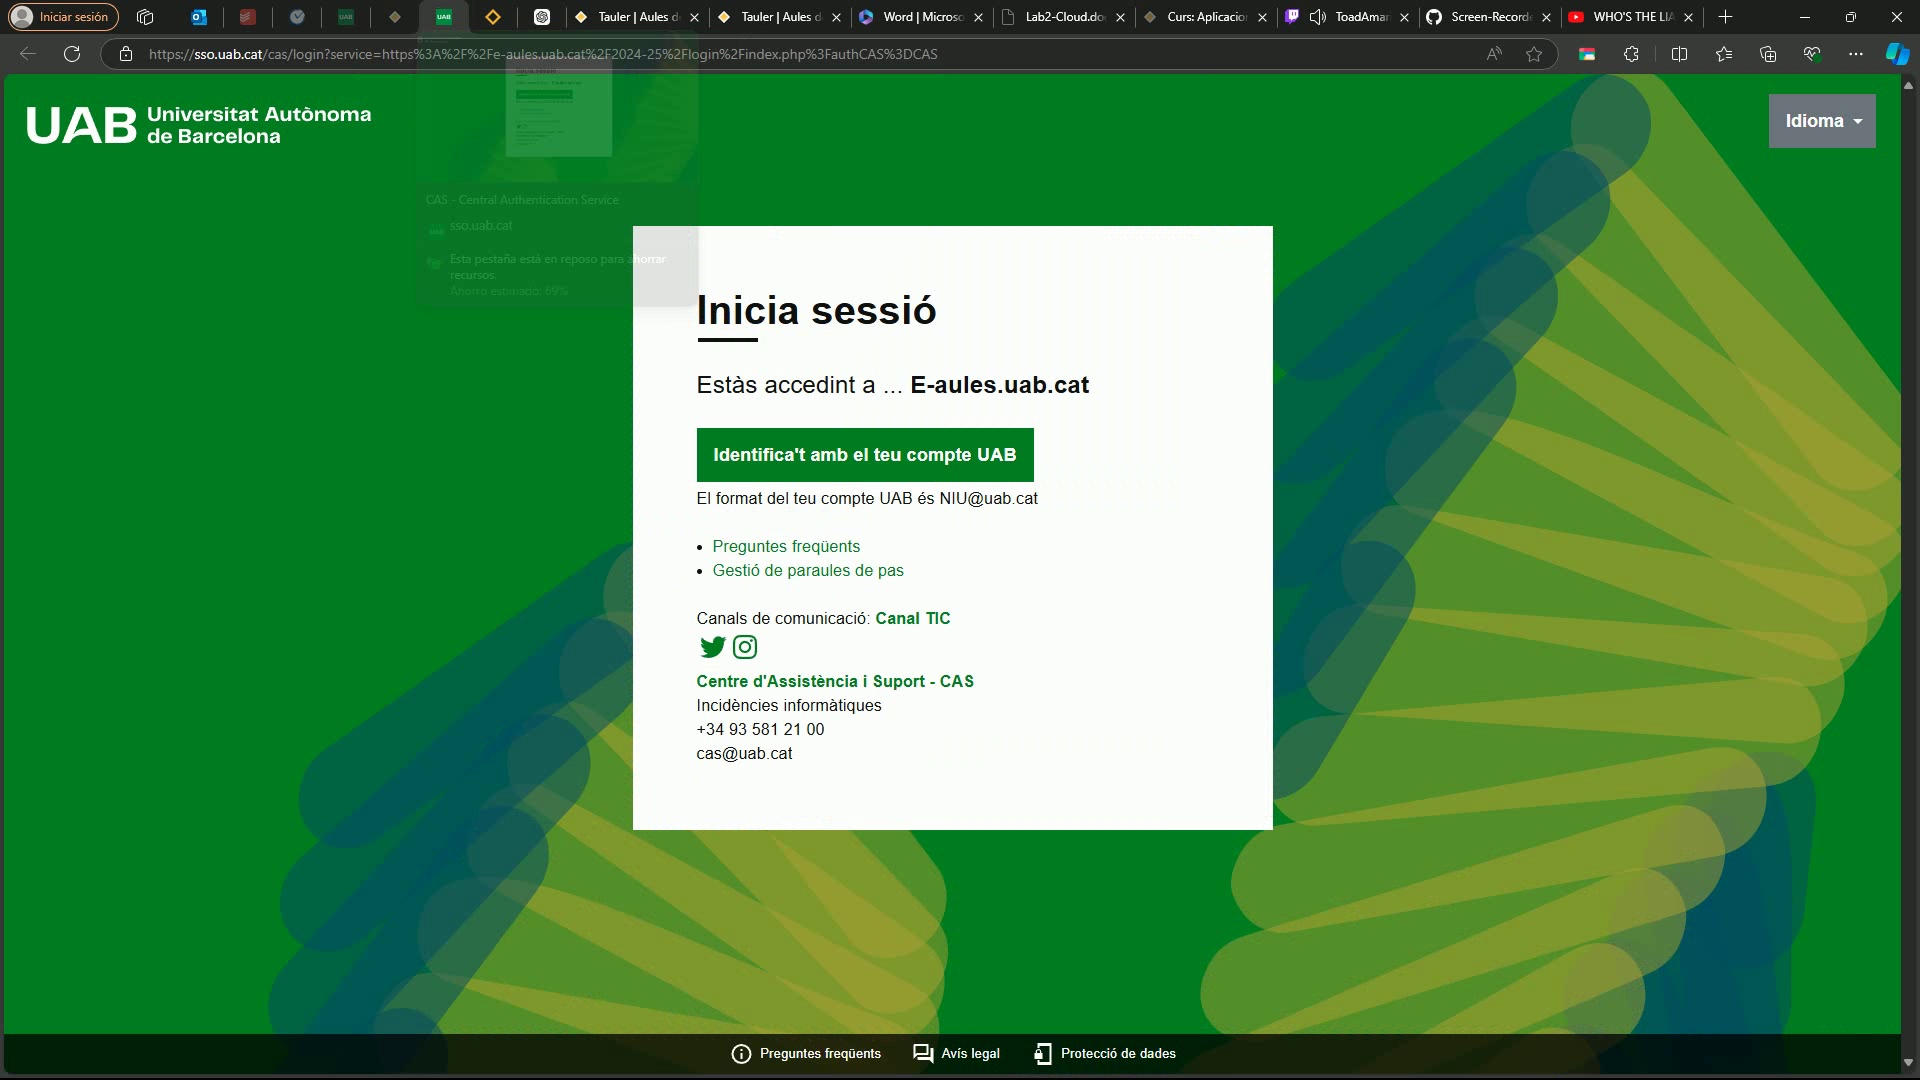 Iniciar sesión
UAB
UAB
Tauler | Aules d
Tauler | Aules d
Word | Microso
Lab2-Cloud.do
Curs: Aplicacion
ToadAmar
Screen-Record
WHO'S THE LIA
https://sso.uab.cat/cas/login?service=https%3A%2F%2Fe-aules.uab.cat%2F2024-25%2Flogin%2Findex.php%3FauthCAS%3DCAS
UAB Universitat Autònoma
de Barcelona
Idioma
CAS - Central Authentication Service
sso.uab.cat
Esta pestaña está en reposo para ahorrar
recursos.
Ahorro estimado: 69%
Inicia sessió
Estàs accedint a ... E-aules.uab.cat
Identifica't amb el teu compte UAB
El format del teu compte UAB és NIU@uab.cat
Preguntes freqüents
Gestió de paraules de pas
Canals de comunicació: Canal TIC
Centre d'Assistència i Suport - CAS
Incidències informàtiques
+34 93 581 21 00
cas@uab.cat
Preguntes freqüents
Avís legal
Protecció de dades